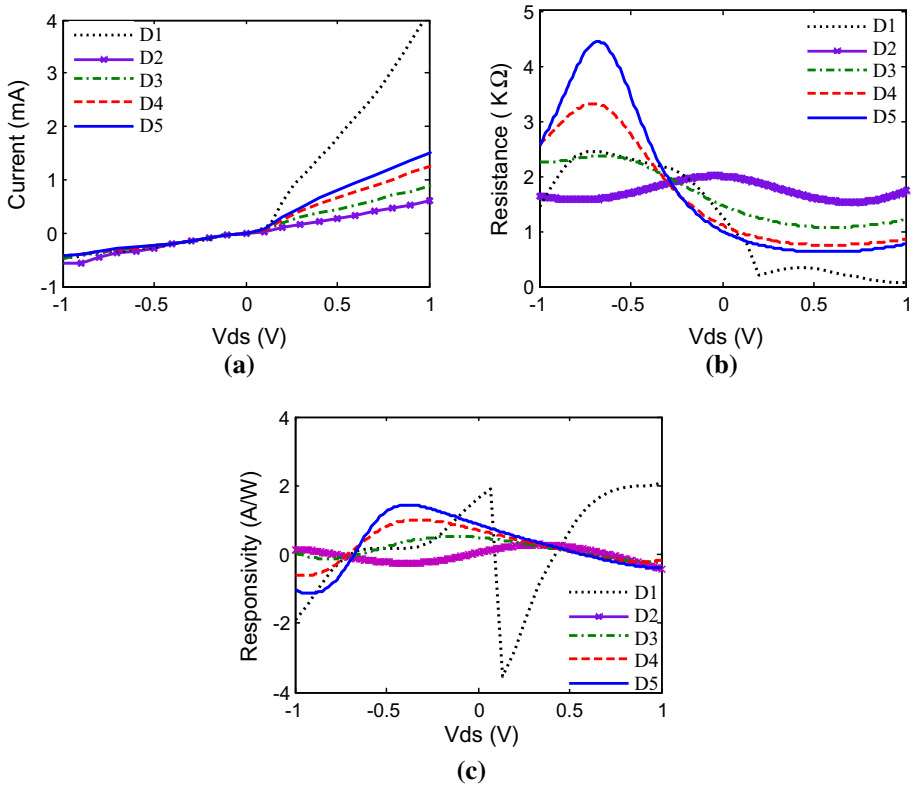 4
3
2
1
0
-1
Current (mA)
D1
D2
D3
D4
D5
-1
-0.5
0
0.5
1
Vds (V)
(a)
5
4
3
2
1
0
Resistance ( KΩ)
D1
D2
D3
D4
D5
-1
-0.5
0
0.5
1
Vds (V)
(b)
4
2
0
-2
-4
Responsivity (A/W)
D1
D2
D3
D4
D5
-1
-0.5
0
0.5
1
Vds (V)
(c)